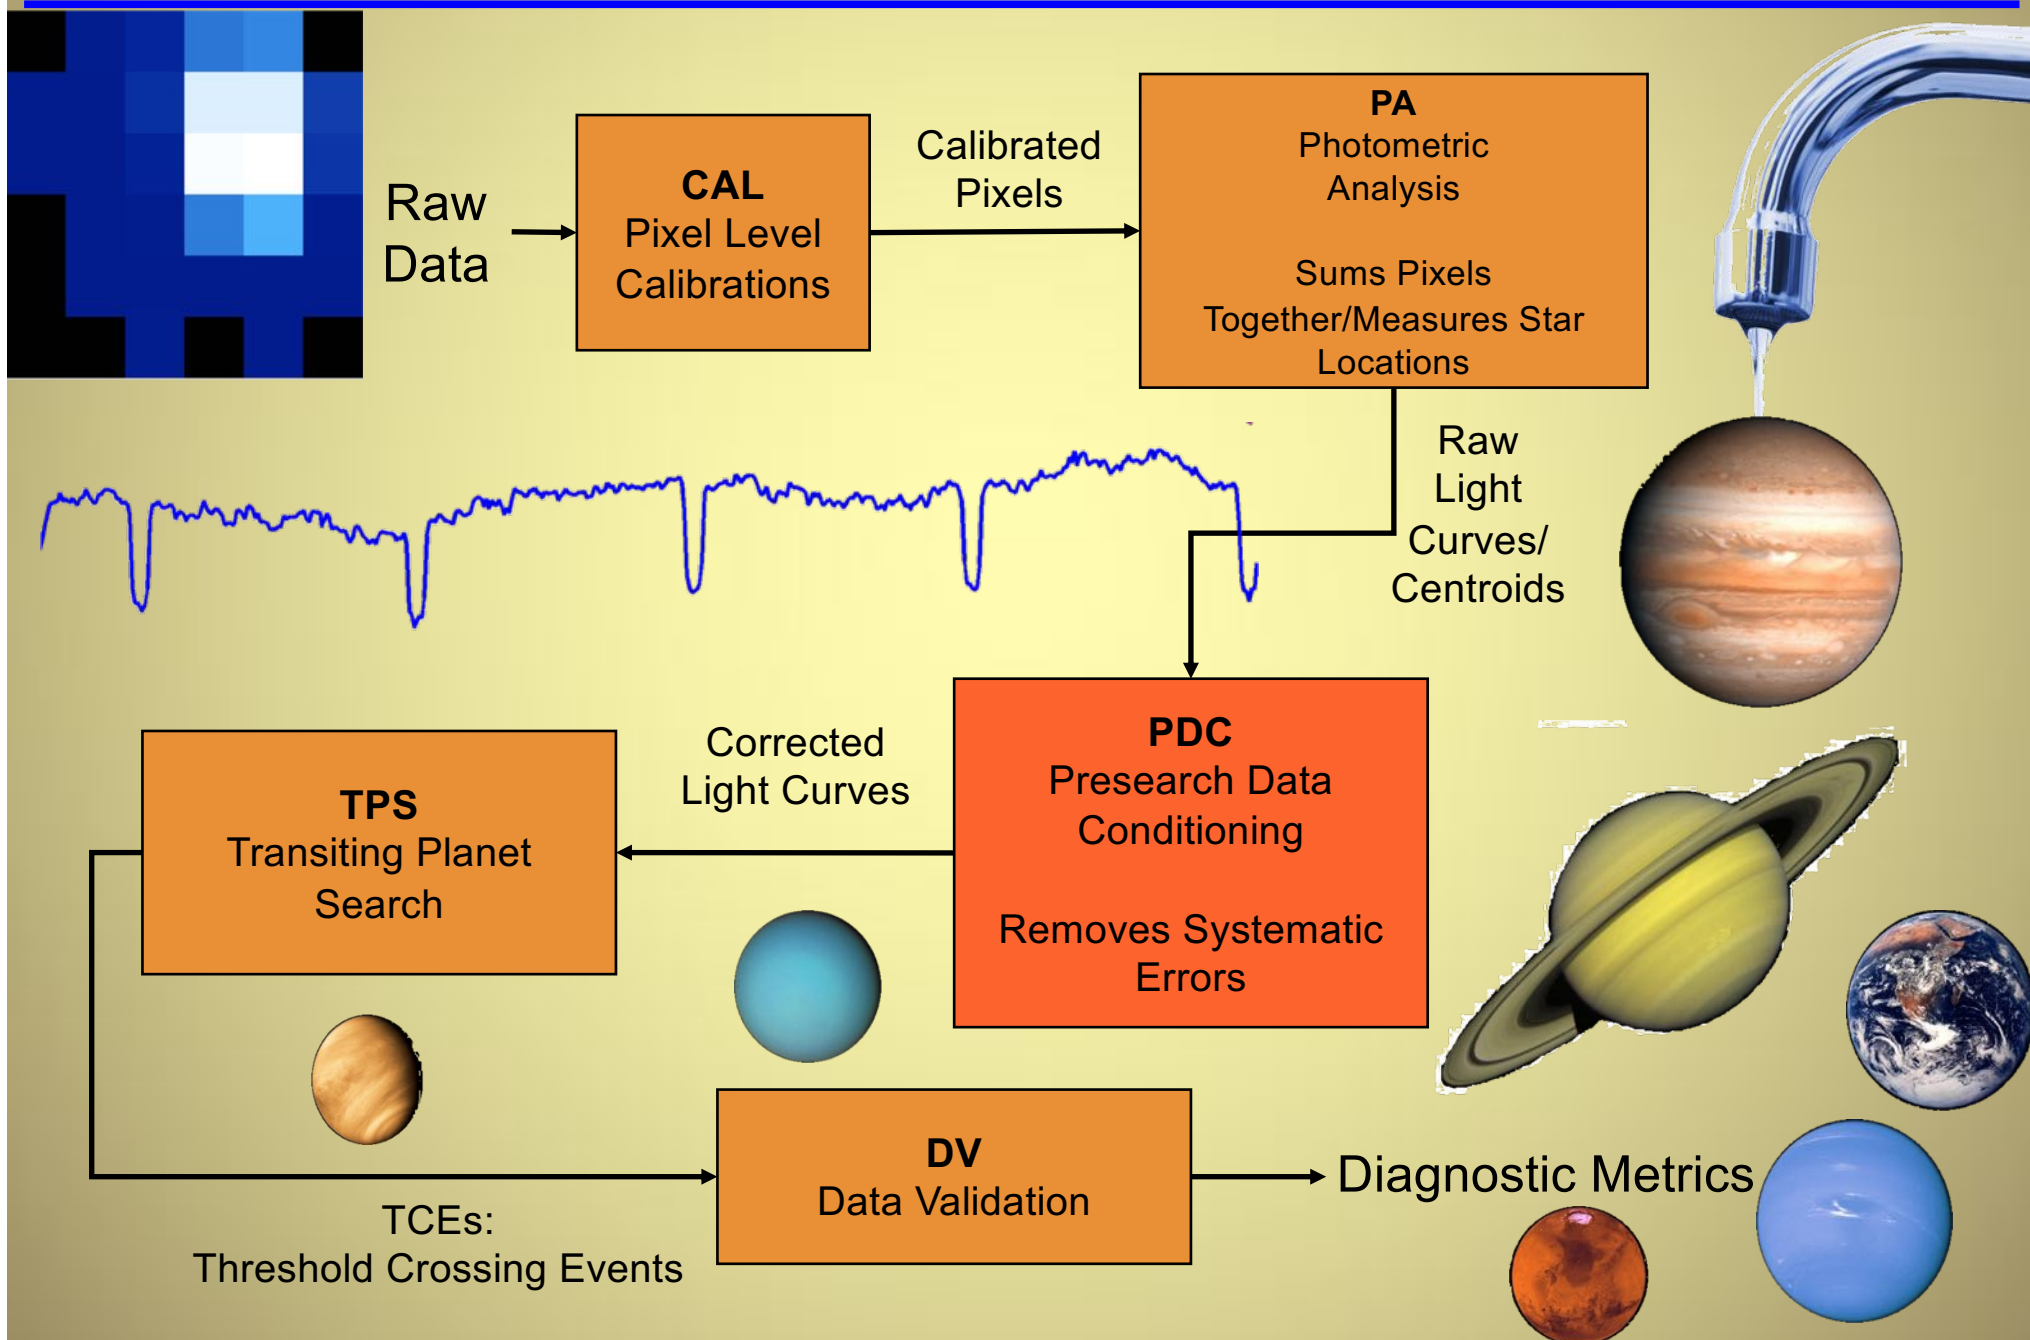 Raw
Data
CAL
Pixel Level
Calibrations
Calibrated
Pixels
PA
Photometric
Analysis
Sums Pixels
Together/Measures Star
Locations
Raw
Light
Curves/
Centroids
PDC
Presearch Data
Conditioning
Removes Systematic
Errors
Corrected
Light Curves
TPS
Transiting Planet
Search
TCEs:
Threshold Crossing Events
DV
Data Validation
Diagnostic Metrics